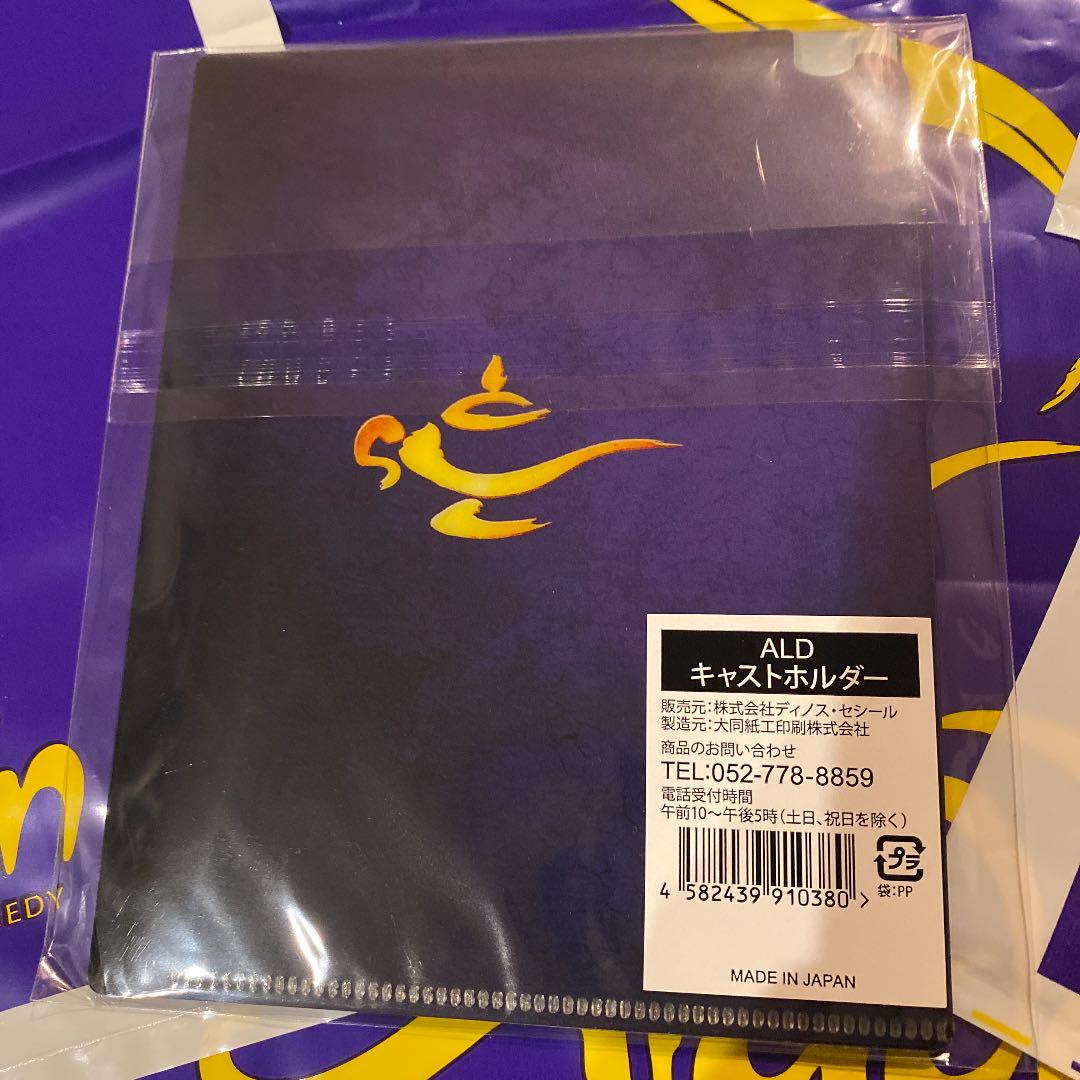 ALD
キャストホルダー
販売元:株式会社ディノス・セシール
製造元:大同紙工印刷株式会社
商品のお問い合わせ
TEL:052-778-8859
電話受付時間
午前10〜午後5時(土日、祝日を除く)
4 582439 910380 >
プラ
袋:PP
MADE IN JAPAN